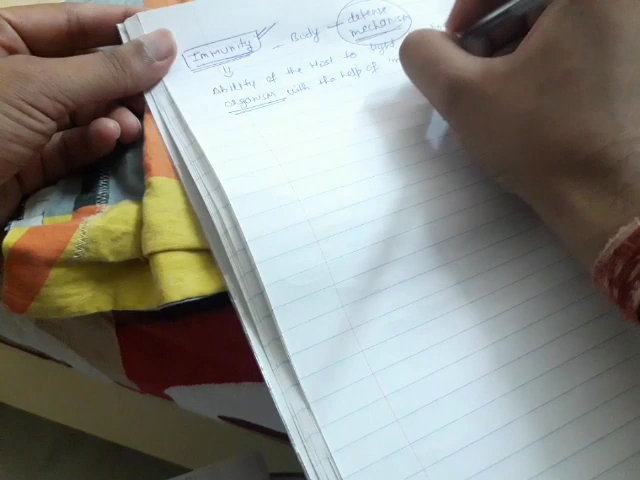 Immunity - Body - defense mechanism
Ability of the Host to fight
organism with the help of